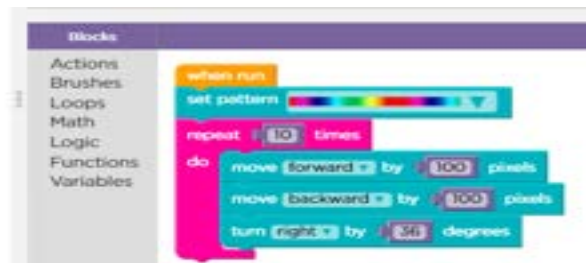 Blocks
Actions
Brushes
Loops
Math
Logic
Functions
Variables
when run
set pattern
repeat 10 times
do
move forward by 100 pixels
move backward by 100 pixels
turn right by 36 degrees